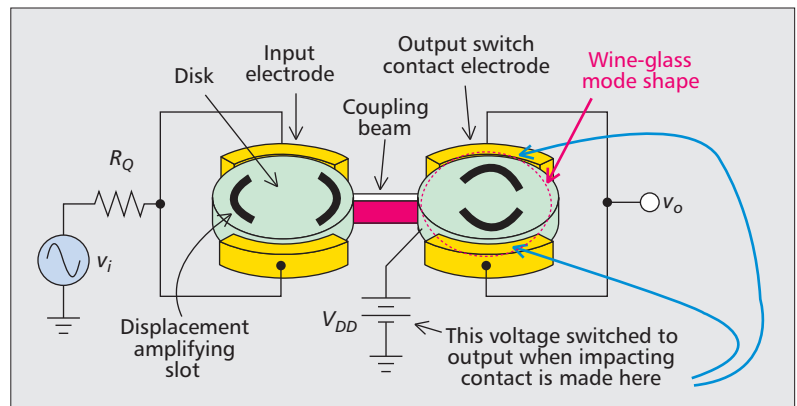 Input
electrode
Output switch
contact electrode
Wine-glass
mode shape
Disk
Coupling
beam
R_Q
v_i
v_o
Displacement
amplifying
slot
V_DD
This voltage switched to
output when impacting
contact is made here